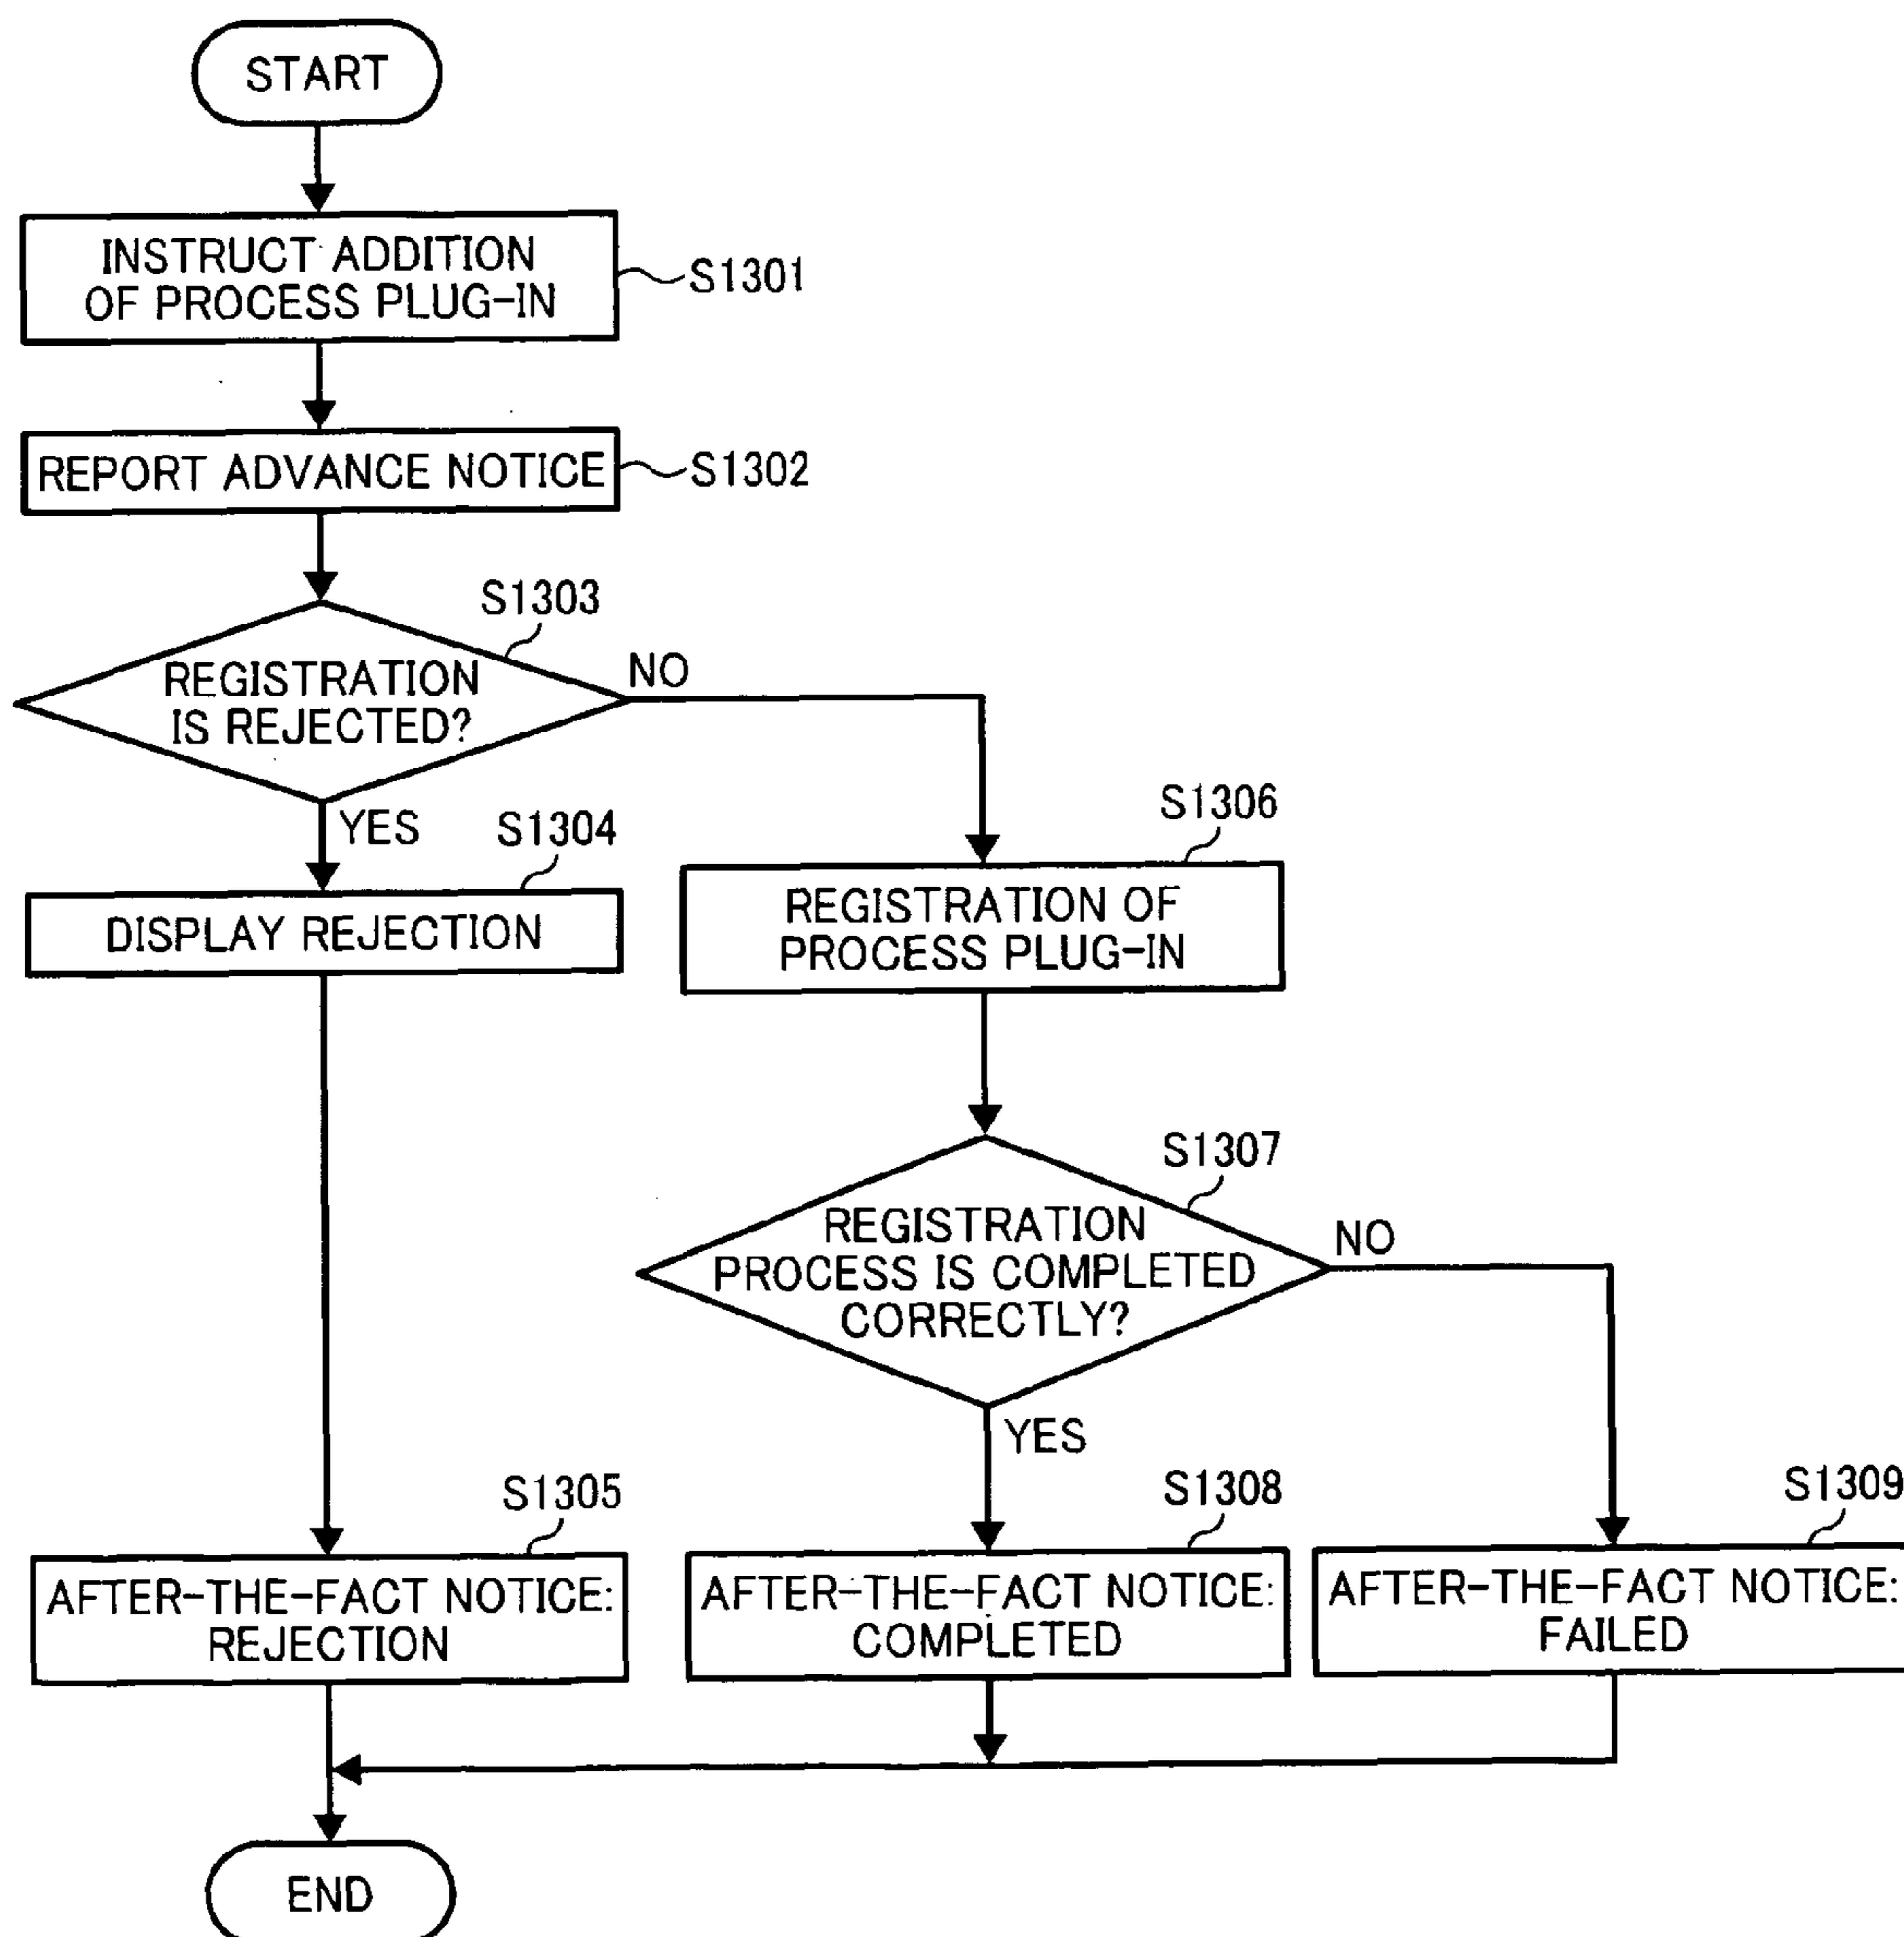 START
INSTRUCT ADDITION
OF PROCESS PLUG-IN
S1301
REPORT ADVANCE NOTICE
S1302
S1303
REGISTRATION
IS REJECTED?
NO
YES
S1304
DISPLAY REJECTION
S1306
REGISTRATION OF
PROCESS PLUG-IN
S1307
REGISTRATION
PROCESS IS COMPLETED
CORRECTLY?
NO
YES
S1305
AFTER-THE-FACT NOTICE:
REJECTION
S1308
AFTER-THE-FACT NOTICE:
COMPLETED
S1309
AFTER-THE-FACT NOTICE:
FAILED
END